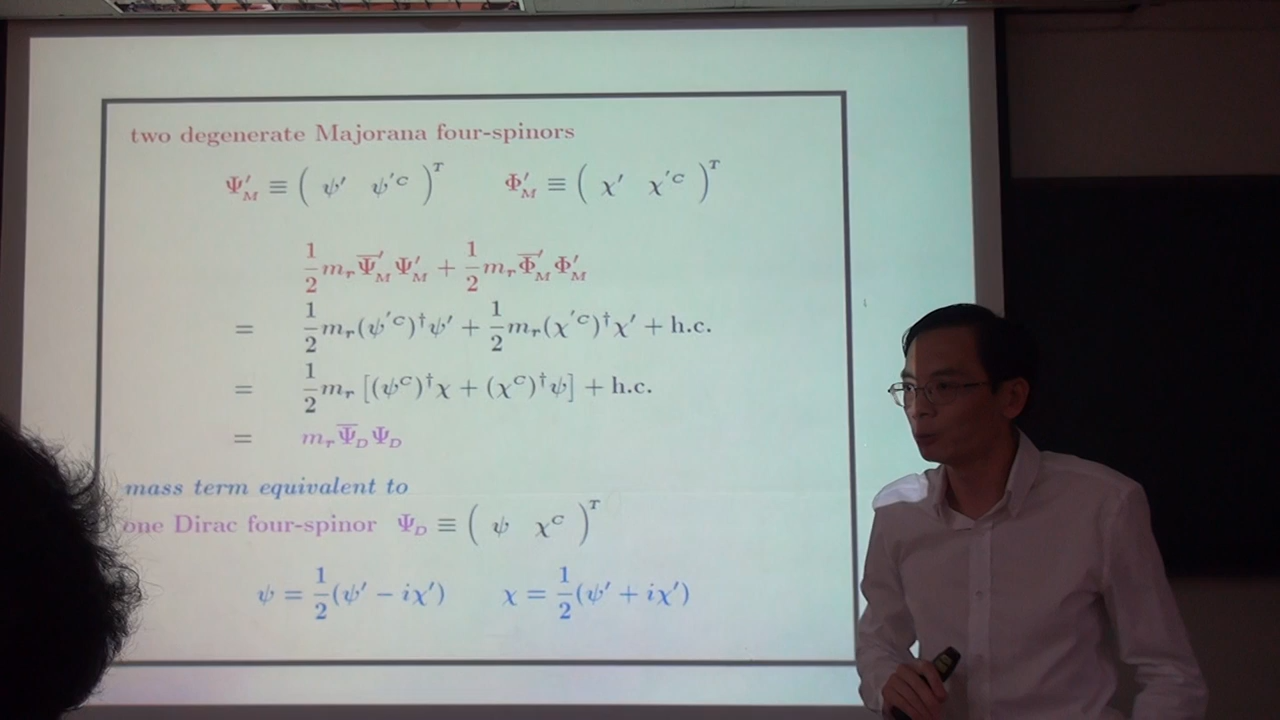 two degenerate Majorana four-spinors
Ψ′_M ≡ ( ψ′ ψ′^C )^T Φ′_M ≡ ( χ′ χ′^C )^T
1/2 m_r Ψ̅′_M Ψ′_M + 1/2 m_r Φ̅′_M Φ′_M
= 1/2 m_r (ψ′^C)^† ψ′ + 1/2 m_r (χ′^C)^† χ′ + h.c.
= 1/2 m_r [(ψ^C)^† χ + (χ^C)^† ψ] + h.c.
= m_r Ψ̅_D Ψ_D
mass term equivalent to
one Dirac four-spinor Ψ_D ≡ ( ψ χ^C )^T
ψ = 1/2 (ψ′ − iχ′) χ = 1/2 (ψ′ + iχ′)